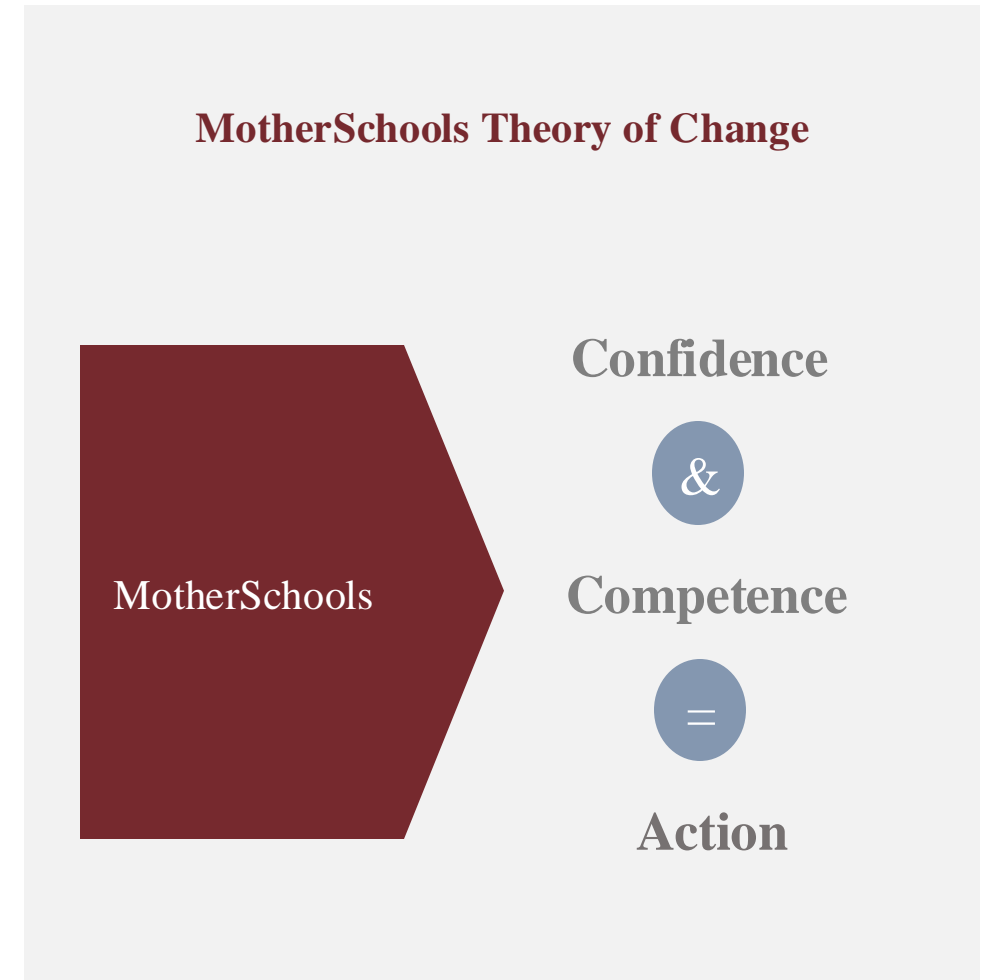 MotherSchools Theory of Change
MotherSchools
Confidence
&
Competence
=
Action